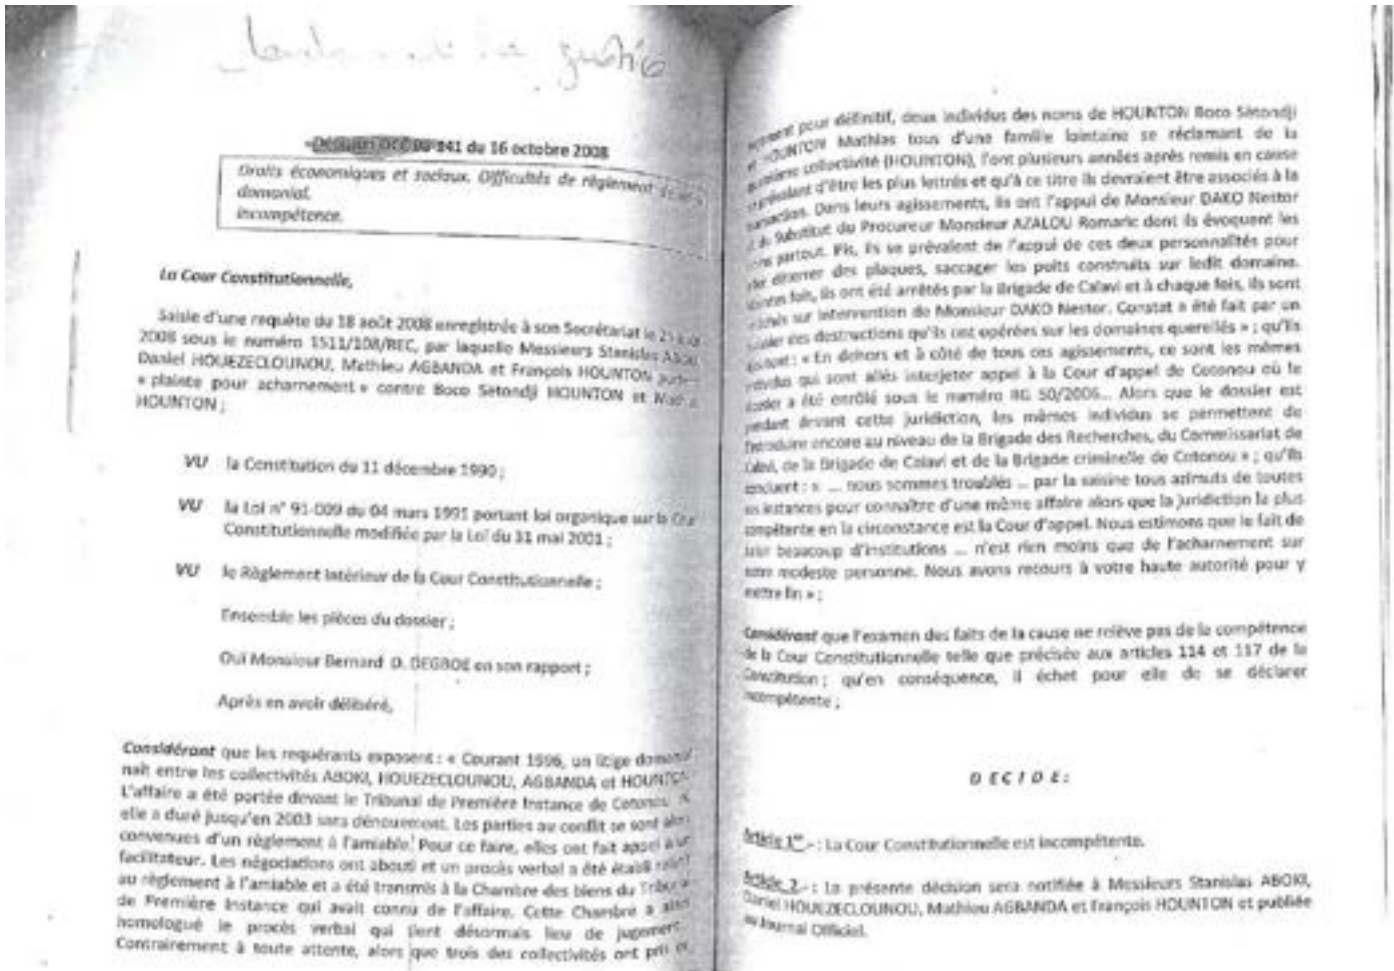 justice
du 16 octobre 2008
Droits économiques et sociaux. Difficultés de règlement
domanial.
Incompétence.
La Cour Constitutionnelle,
Saisie d'une requête du 18 août 2008 enregistrée à son Secrétariat le
2008 sous le numéro 1511/108/REC, par laquelle Messieurs Stanislas
Daniel HOUEZECLOUNOU, Mathieu AGBANDA et François HOUNTON
« plainte pour acharnement » contre Boco Sètondji HOUNTON et
HOUNTON ;
VU la Constitution du 11 décembre 1990 ;
VU la Loi n° 91-009 du 04 mars 1991 portant loi organique sur la
Constitutionnelle modifiée par la Loi du 31 mai 2001 ;
VU le Règlement Intérieur de la Cour Constitutionnelle ;
Ensemble les pièces du dossier ;
Ouï Monsieur Bernard D. DEGBOE en son rapport ;
Après en avoir délibéré,
Considérant que les requérants exposent : « Courant 1996, un litige
naît entre les collectivités ABOKI, HOUEZECLOUNOU, AGBANDA et HOUNTON
L'affaire a été portée devant le Tribunal de Première Instance de Cotonou
elle a duré jusqu'en 2003 sans dénouement. Les parties au conflit se sont
convenues d'un règlement à l'amiable. Pour ce faire, elles ont fait appel à un
facilitateur. Les négociations ont abouti et un procès verbal a été établi
au règlement à l'amiable et a été transmis à la Chambre des biens du
de Première Instance qui avait connu de l'affaire. Cette Chambre a
homologué le procès verbal qui tient désormais lieu de jugement.
Contrairement à toute attente, alors que trois des collectivités ont pris
pour définitif, deux individus des noms de HOUNTON Boco Sètondji
HOUNTON Mathias tous d'une famille lointaine se réclamant de la
collectivité (HOUNTON), l'ont plusieurs années après remis en cause
d'être les plus lettrés et qu'à ce titre ils devraient être associés à la
Dans leurs agissements, ils ont l'appui de Monsieur DAKO Nestor
Substitut du Procureur Monsieur AZALOU Romaric dont ils évoquent les
partout. Pis, ils se prévalent de l'appui de ces deux personnalités pour
déterrer des plaques, saccager les puits construits sur ledit domaine.
fois, ils ont été arrêtés par la Brigade de Calavi et à chaque fois, ils sont
sur intervention de Monsieur DAKO Nestor. Constat a été fait par un
des destructions qu'ils ont opérées sur les domaines querellés » ; qu'ils
: « En dehors et à côté de tous ces agissements, ce sont les mêmes
qui sont allés interjeter appel à la Cour d'appel de Cotonou où le
dossier a été enrôlé sous le numéro RG 50/2006... Alors que le dossier est
pendant devant cette juridiction, les mêmes individus se permettent de
l'introduire encore au niveau de la Brigade des Recherches, du Commissariat de
Calavi, de la Brigade de Calavi et de la Brigade criminelle de Cotonou » ; qu'ils
concluent : « ... nous sommes troublés ... par la saisine tous azimuts de toutes
instances pour connaître d'une même affaire alors que la juridiction la plus
compétente en la circonstance est la Cour d'appel. Nous estimons que le fait de
beaucoup d'institutions ... n'est rien moins que de l'acharnement sur
notre modeste personne. Nous avons recours à votre haute autorité pour y
mettre fin » ;
Considérant que l'examen des faits de la cause ne relève pas de la compétence
de la Cour Constitutionnelle telle que précisée aux articles 114 et 117 de la
Constitution ; qu'en conséquence, il échet pour elle de se déclarer
incompétente ;
DECIDE :
Article 1er.- : La Cour Constitutionnelle est incompétente.
Article 2.- : La présente décision sera notifiée à Messieurs Stanislas ABOKI,
Daniel HOUEZECLOUNOU, Mathieu AGBANDA et François HOUNTON et publiée
au Journal Officiel.